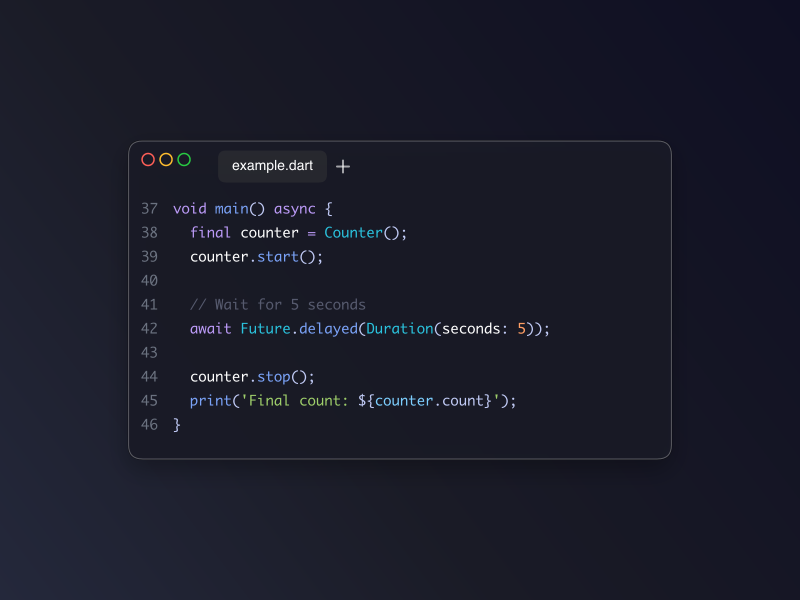 example.dart +
37 void main() async {
38   final counter = Counter();
39   counter.start();
40
41   // Wait for 5 seconds
42   await Future.delayed(Duration(seconds: 5));
43
44   counter.stop();
45   print('Final count: ${counter.count}');
46 }